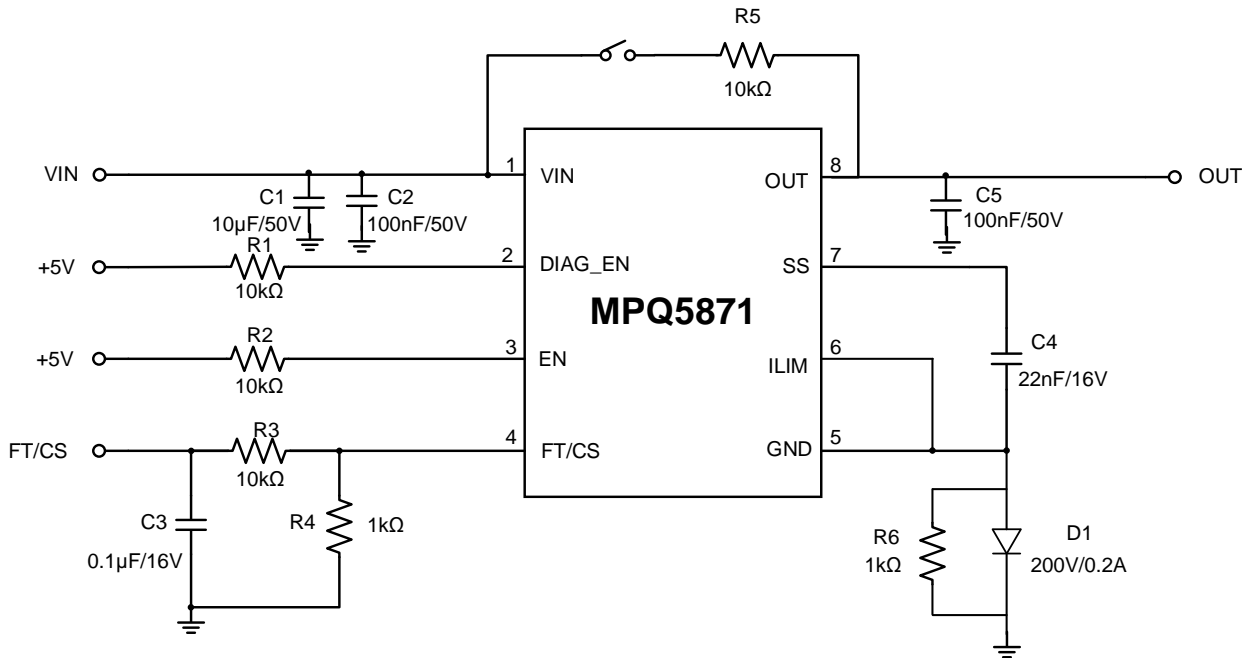 R5
10kΩ
VIN
C1
10µF/50V
C2
100nF/50V
1
VIN
OUT
8
OUT
C5
100nF/50V
+5V
R1
10kΩ
2
DIAG_EN
SS
7
MPQ5871
+5V
R2
10kΩ
3
EN
ILIM
6
C4
22nF/16V
FT/CS
R3
10kΩ
4
FT/CS
GND
5
C3
0.1µF/16V
R4
1kΩ
R6
1kΩ
D1
200V/0.2A